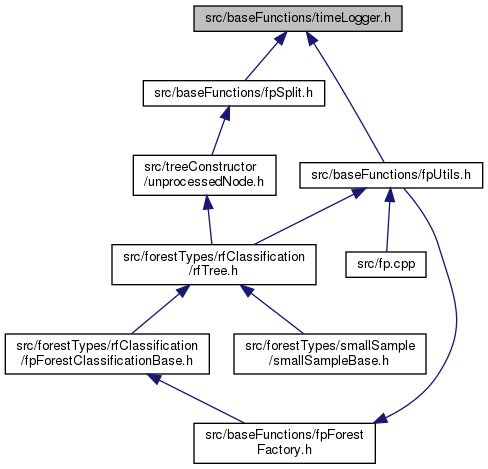 src/baseFunctions/timeLogger.h
src/baseFunctions/fpSplit.h
src/treeConstructor
/unprocessedNode.h
src/baseFunctions/fpUtils.h
src/forestTypes/rfClassification
/rfTree.h
src/fp.cpp
src/forestTypes/rfClassification
/fpForestClassificationBase.h
src/forestTypes/smallSample
/smallSampleBase.h
src/baseFunctions/fpForest
Factory.h